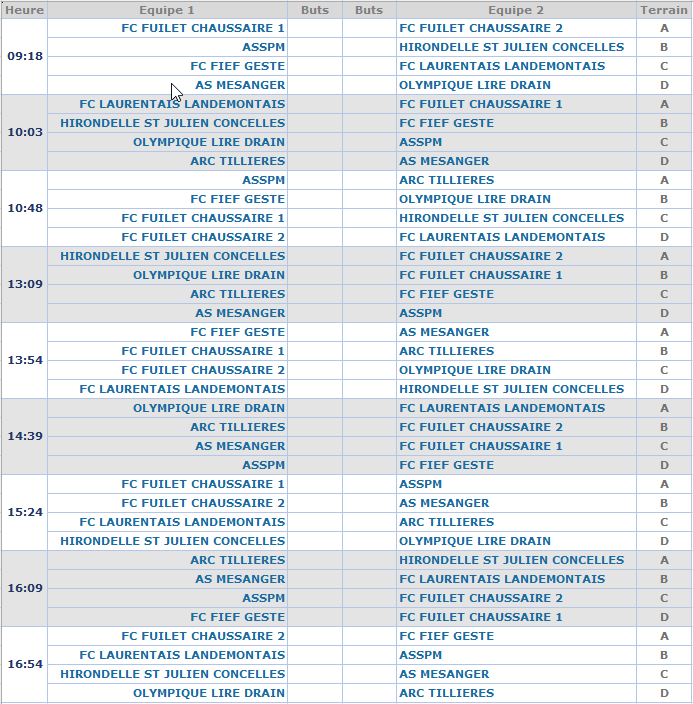 Heure Equipe 1 Buts Buts Equipe 2 Terrain
FC FUILET CHAUSSAIRE 1 FC FUILET CHAUSSAIRE 2 A
ASSPM HIRONDELLE ST JULIEN CONCELLES B
09:18
FC FIEF GESTE FC LAURENTAIS LANDEMONTAIS C
AS MESANGER OLYMPIQUE LIRE DRAIN D
FC LAURENTAIS LANDEMONTAIS FC FUILET CHAUSSAIRE 1 A
HIRONDELLE ST JULIEN CONCELLES FC FIEF GESTE B
10:03
OLYMPIQUE LIRE DRAIN ASSPM C
ARC TILLIERES AS MESANGER D
ASSPM ARC TILLIERES A
FC FIEF GESTE OLYMPIQUE LIRE DRAIN B
10:48
FC FUILET CHAUSSAIRE 1 HIRONDELLE ST JULIEN CONCELLES C
FC FUILET CHAUSSAIRE 2 FC LAURENTAIS LANDEMONTAIS D
HIRONDELLE ST JULIEN CONCELLES FC FUILET CHAUSSAIRE 2 A
OLYMPIQUE LIRE DRAIN FC FUILET CHAUSSAIRE 1 B
13:09
ARC TILLIERES FC FIEF GESTE C
AS MESANGER ASSPM D
FC FIEF GESTE AS MESANGER A
FC FUILET CHAUSSAIRE 1 ARC TILLIERES B
13:54
FC FUILET CHAUSSAIRE 2 OLYMPIQUE LIRE DRAIN C
FC LAURENTAIS LANDEMONTAIS HIRONDELLE ST JULIEN CONCELLES D
OLYMPIQUE LIRE DRAIN FC LAURENTAIS LANDEMONTAIS A
ARC TILLIERES FC FUILET CHAUSSAIRE 2 B
14:39
AS MESANGER FC FUILET CHAUSSAIRE 1 C
ASSPM FC FIEF GESTE D
FC FUILET CHAUSSAIRE 1 ASSPM A
FC FUILET CHAUSSAIRE 2 AS MESANGER B
15:24
FC LAURENTAIS LANDEMONTAIS ARC TILLIERES C
HIRONDELLE ST JULIEN CONCELLES OLYMPIQUE LIRE DRAIN D
ARC TILLIERES HIRONDELLE ST JULIEN CONCELLES A
AS MESANGER FC LAURENTAIS LANDEMONTAIS B
16:09
ASSPM FC FUILET CHAUSSAIRE 2 C
FC FIEF GESTE FC FUILET CHAUSSAIRE 1 D
FC FUILET CHAUSSAIRE 2 FC FIEF GESTE A
FC LAURENTAIS LANDEMONTAIS ASSPM B
16:54
HIRONDELLE ST JULIEN CONCELLES AS MESANGER C
OLYMPIQUE LIRE DRAIN ARC TILLIERES D